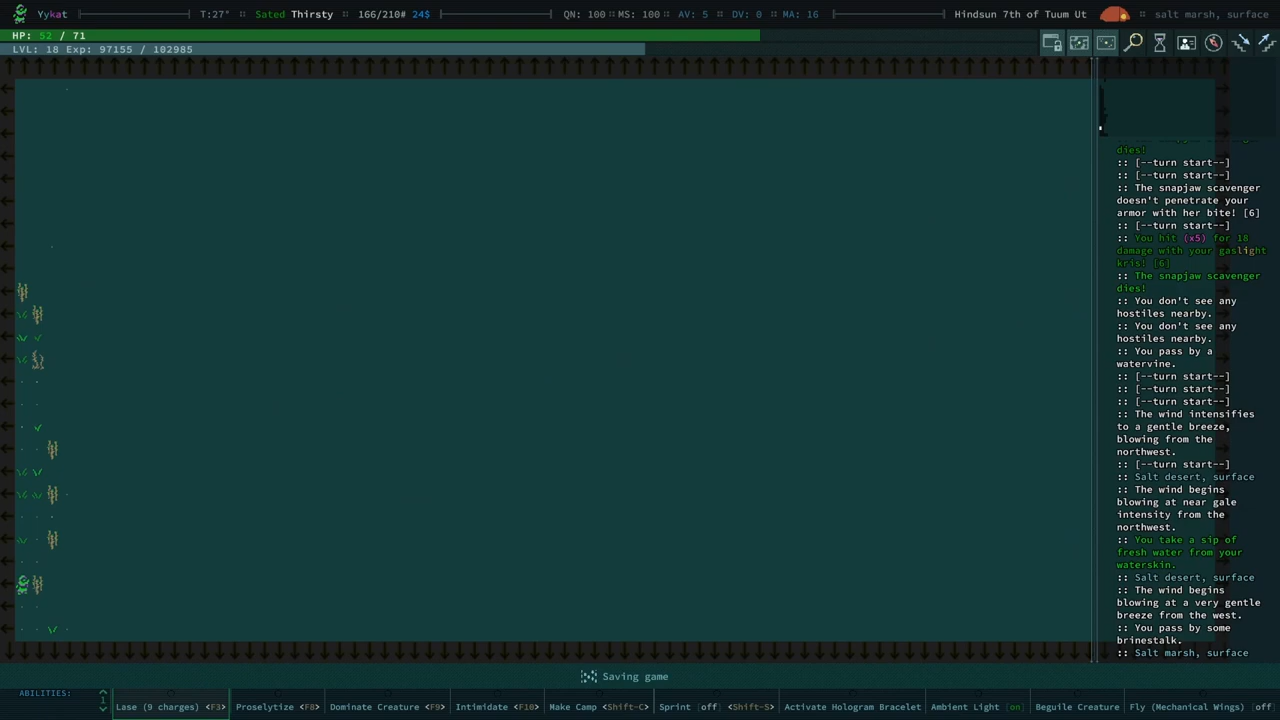 Yykat T:27° Sated Thirsty 166/210# 24$ QN: 100 MS: 100 AV: 5 DV: 0 MA: 16 Hindsun 7th of Tuum Ut salt marsh, surface
HP: 52 / 71
LVL: 18 Exp: 97155 / 102985
dies!
:: [--turn start--]
:: [--turn start--]
:: The snapjaw scavenger
doesn't penetrate your
armor with her bite! [6]
:: [--turn start--]
:: You hit (x5) for 18
damage with your gaslight
kris! [6]
:: The snapjaw scavenger
dies!
:: You don't see any
hostiles nearby.
:: You don't see any
hostiles nearby.
:: You pass by a
watervine.
:: [--turn start--]
:: [--turn start--]
:: [--turn start--]
:: The wind intensifies
to a gentle breeze,
blowing from the
northwest.
:: [--turn start--]
:: Salt desert, surface
:: The wind begins
blowing at near gale
intensity from the
northwest.
:: You take a sip of
fresh water from your
waterskin.
:: Salt desert, surface
:: The wind begins
blowing at a very gentle
breeze from the west.
:: You pass by some
brinestalk.
:: Salt marsh, surface
Saving game
ABILITIES: 1 Lase (9 charges) <F3> Proselytize <F8> Dominate Creature <F9> Intimidate <F10> Make Camp <Shift-C> Sprint [off] <Shift-S> Activate Hologram Bracelet Ambient Light [on] Beguile Creature Fly (Mechanical Wings) [off